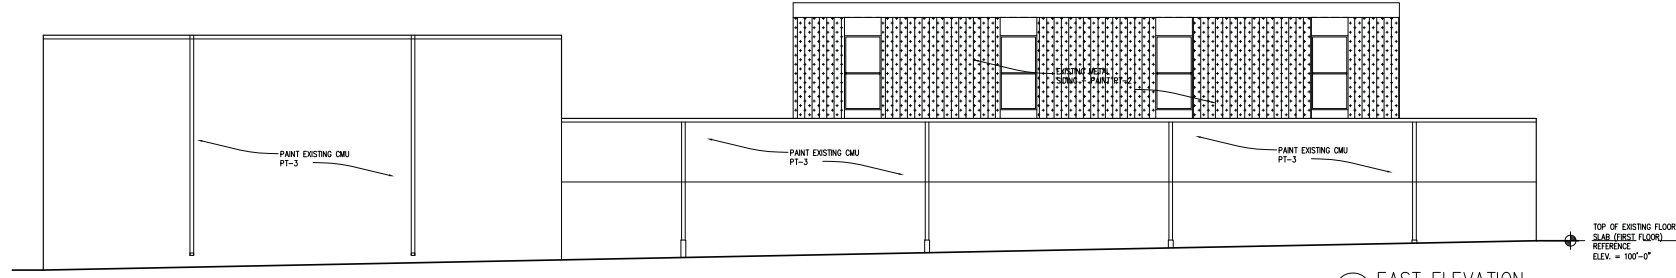 EXISTING METAL
SIDING - PAINT PT-2
PAINT EXISTING CMU
PT-3
PAINT EXISTING CMU
PT-3
PAINT EXISTING CMU
PT-3
TOP OF EXISTING FLOOR
SLAB (FIRST FLOOR)
REFERENCE
ELEV. = 100'-0"
EAST ELEVATION